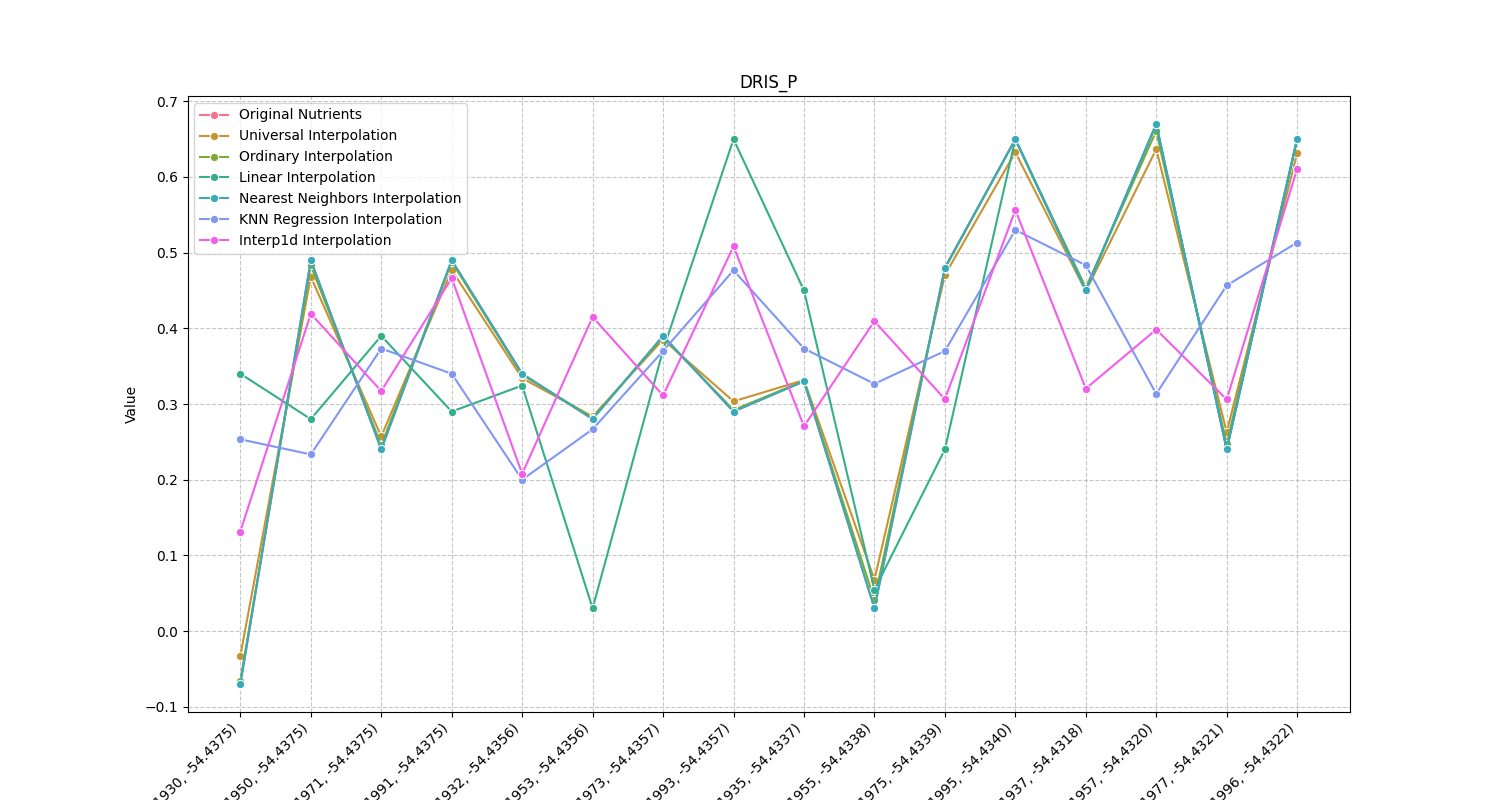 DRIS_P
Original Nutrients
Universal Interpolation
Ordinary Interpolation
Linear Interpolation
Nearest Neighbors Interpolation
KNN Regression Interpolation
Interp1d Interpolation
Value
0.7
0.6
0.5
0.4
0.3
0.2
0.1
0.0
−0.1
1930, -54.4375)
1950, -54.4375)
1971, -54.4375)
1991, -54.4375)
1932, -54.4356)
1953, -54.4356)
1973, -54.4357)
1993, -54.4357)
1935, -54.4337)
1955, -54.4338)
1975, -54.4339)
1995, -54.4340)
1937, -54.4318)
1957, -54.4320)
1977, -54.4321)
1996, -54.4322)